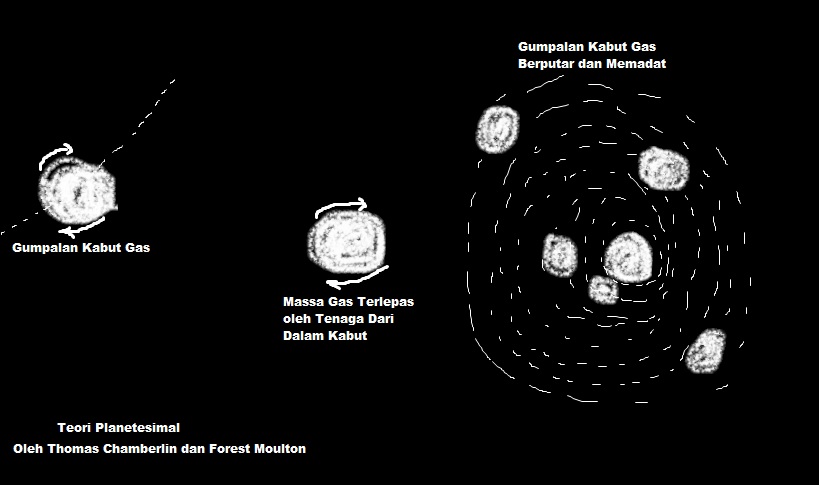 Gumpalan Kabut Gas
Berputar dan Memadat
Gumpalan Kabut Gas
Massa Gas Terlepas
oleh Tenaga Dari
Dalam Kabut
Teori Planetesimal
Oleh Thomas Chamberlin dan Forest Moulton